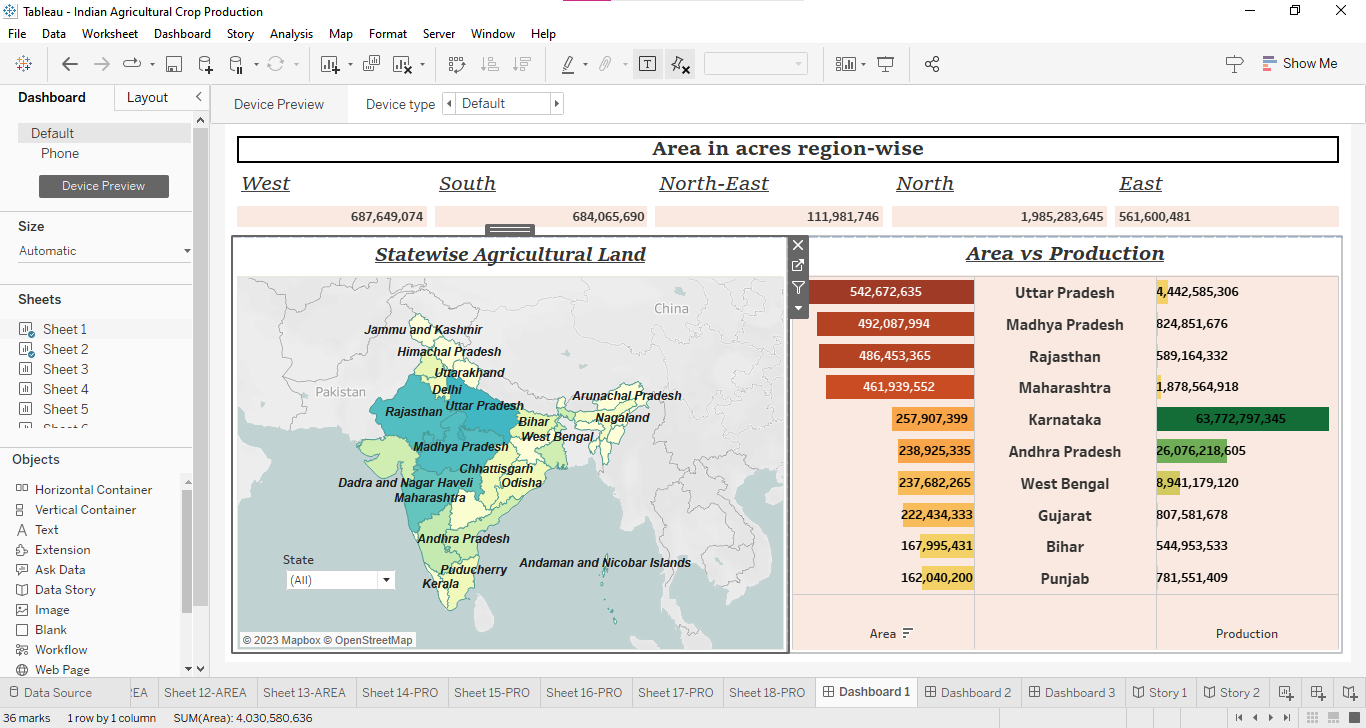 Tableau - Indian Agricultural Crop Production
File Data Worksheet Dashboard Story Analysis Map Format Server Window Help
Show Me
Dashboard Layout
Device Preview Device type Default
Default
Phone
Device Preview
Size
Automatic
Sheets
Sheet 1
Sheet 2
Sheet 3
Sheet 4
Sheet 5
Objects
Horizontal Container
Vertical Container
Text
Extension
Ask Data
Data Story
Image
Blank
Workflow
Web Page
Area in acres region-wise
West South North-East North East
687,649,074 684,065,690 111,981,746 1,985,283,645 561,600,481
Statewise Agricultural Land
China
Jammu and Kashmir
Himachal Pradesh
Uttarakhand
Pakistan
Delhi
Arunachal Pradesh
Rajasthan
Uttar Pradesh
Nagaland
Bihar
West Bengal
Madhya Pradesh
Chhattisgarh
Dadra and Nagar Haveli
Odisha
Maharashtra
Andhra Pradesh
State
Andaman and Nicobar Islands
Puducherry
(All)
Kerala
© 2023 Mapbox © OpenStreetMap
Area vs Production
542,672,635 Uttar Pradesh 4,442,585,306
492,087,994 Madhya Pradesh 824,851,676
486,453,365 Rajasthan 589,164,332
461,939,552 Maharashtra 1,878,564,918
257,907,399 Karnataka 63,772,797,345
238,925,335 Andhra Pradesh 26,076,218,605
237,682,265 West Bengal 8,941,179,120
222,434,333 Gujarat 807,581,678
167,995,431 Bihar 544,953,533
162,040,200 Punjab 781,551,409
Area Production
Data Source EA Sheet 12-AREA Sheet 13-AREA Sheet 14-PRO Sheet 15-PRO Sheet 16-PRO Sheet 17-PRO Sheet 18-PRO Dashboard 1 Dashboard 2 Dashboard 3 Story 1 Story 2
36 marks 1 row by 1 column SUM(Area): 4,030,580,636